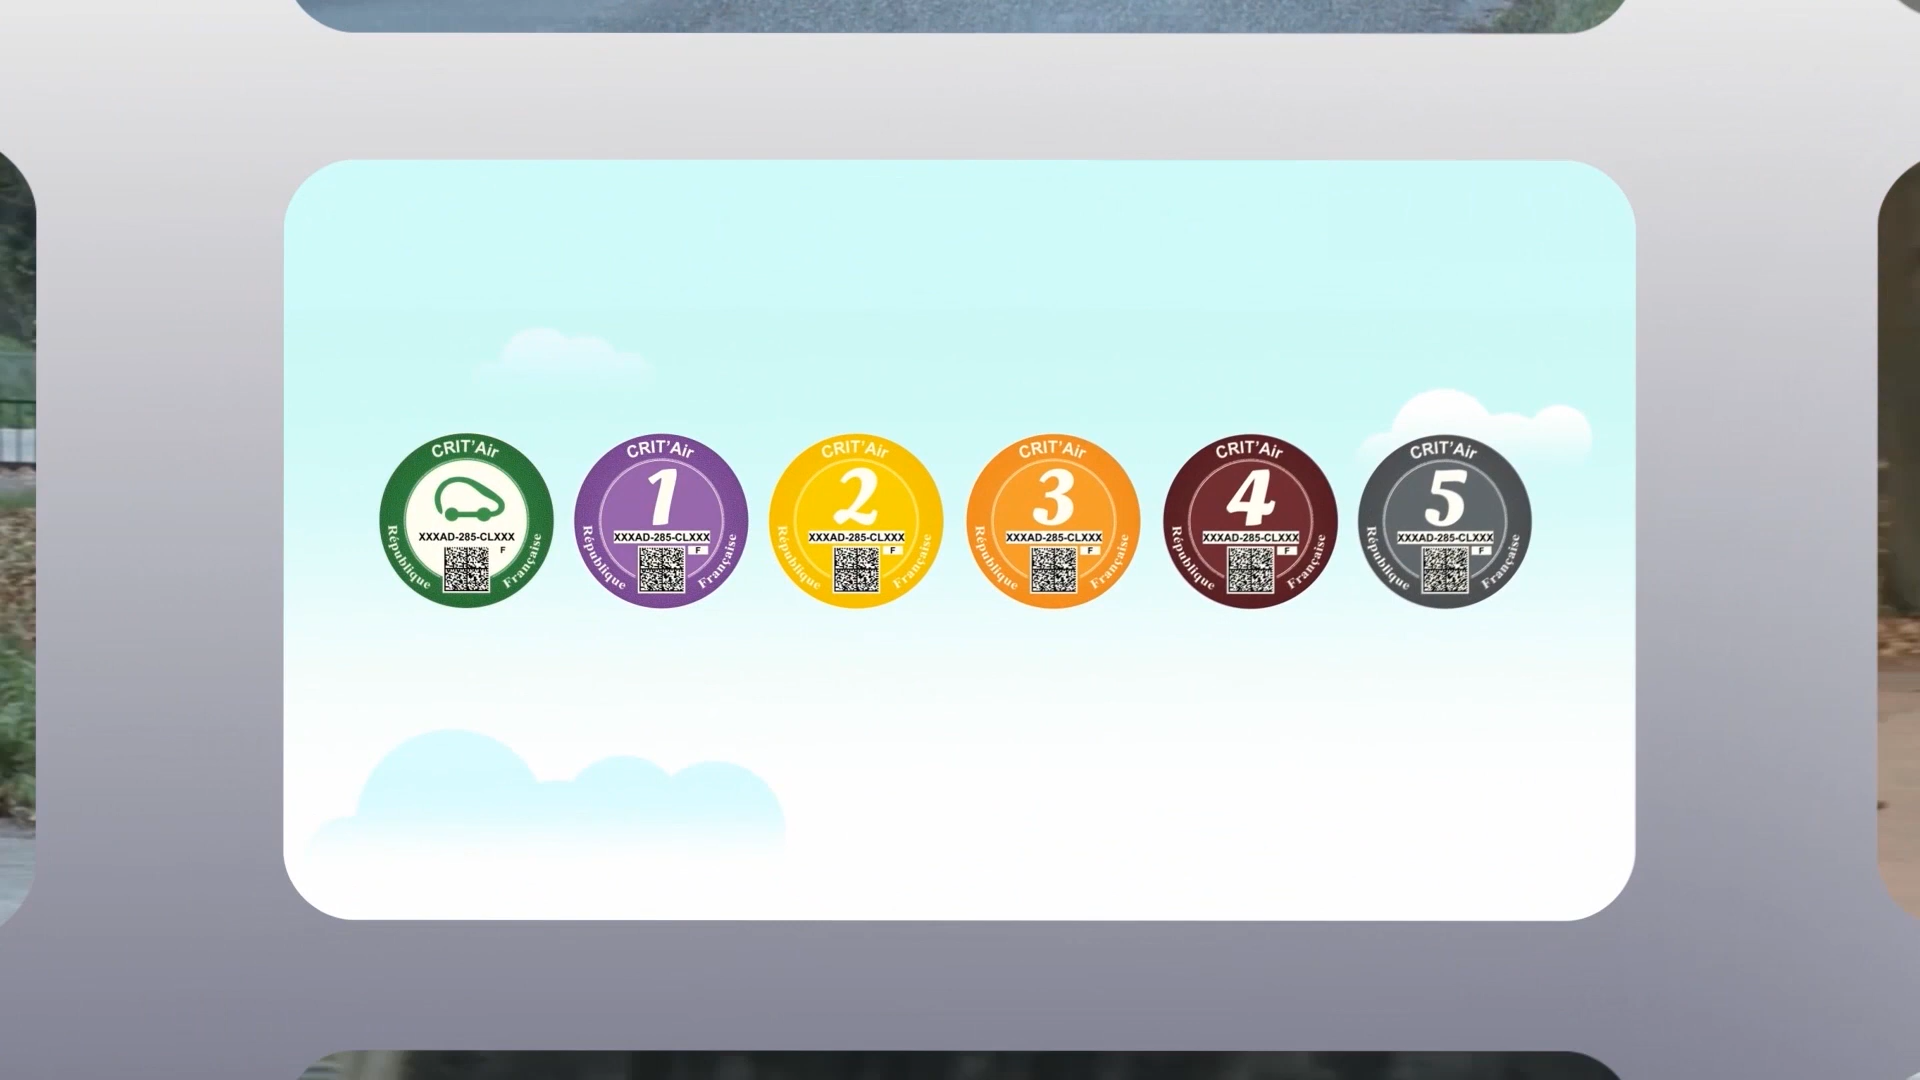 CRIT'Air
XXXAD-285-CLXXX
F
République Française
CRIT'Air
1
XXXAD-285-CLXXX
F
République Française
CRIT'Air
2
XXXAD-285-CLXXX
F
République Française
CRIT'Air
3
XXXAD-285-CLXXX
F
République Française
CRIT'Air
4
XXXAD-285-CLXXX
F
République Française
CRIT'Air
5
XXXAD-285-CLXXX
F
République Française